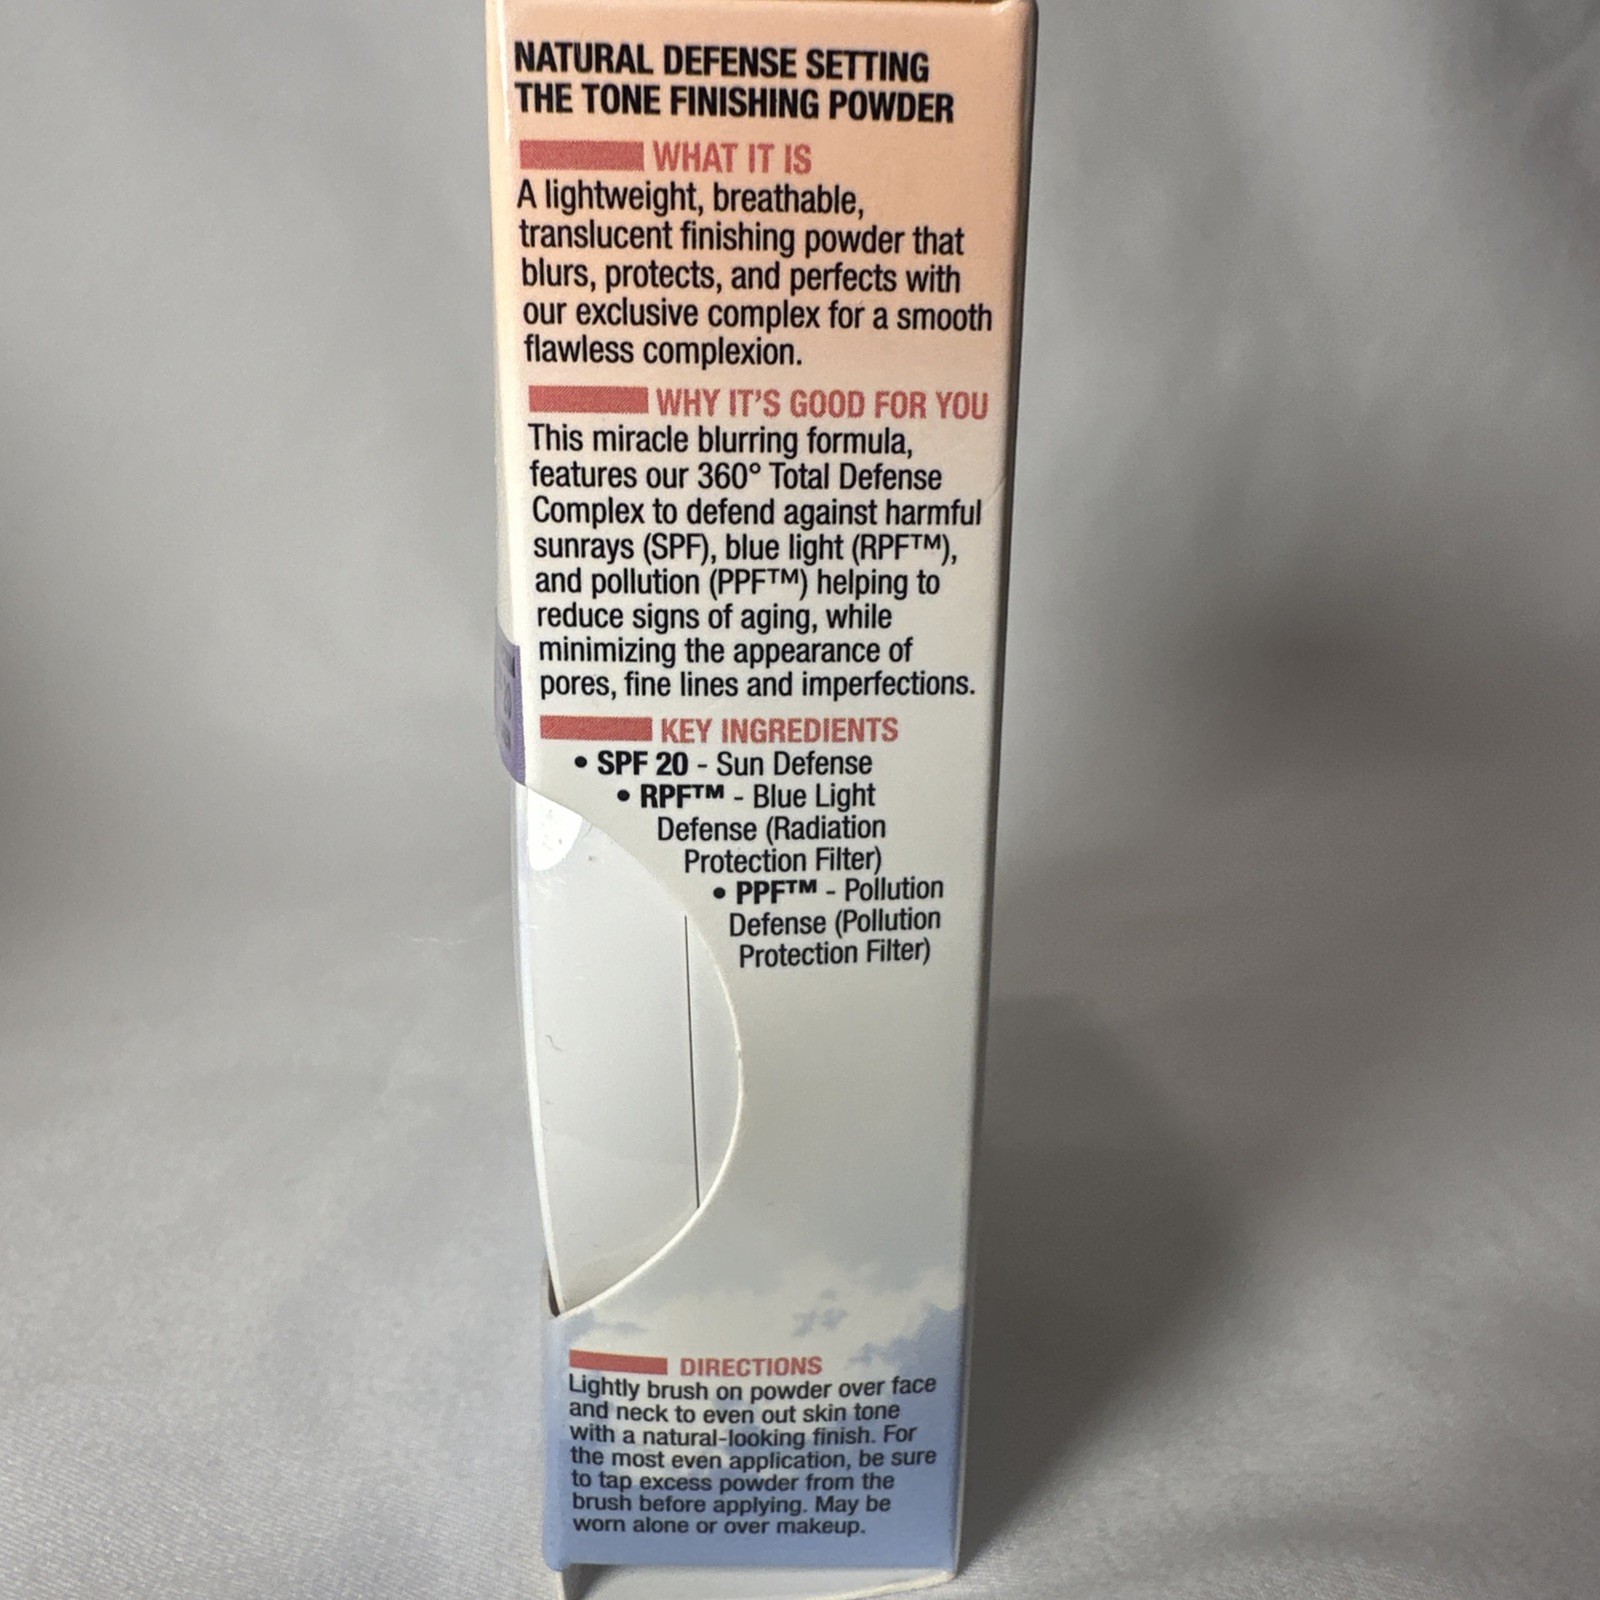 NATURAL DEFENSE SETTING
THE TONE FINISHING POWDER
WHAT IT IS
A lightweight, breathable,
translucent finishing powder that
blurs, protects, and perfects with
our exclusive complex for a smooth
flawless complexion.
WHY IT'S GOOD FOR YOU
This miracle blurring formula,
features our 360° Total Defense
Complex to defend against harmful
sunrays (SPF), blue light (RPF™),
and pollution (PPF™) helping to
reduce signs of aging, while
minimizing the appearance of
pores, fine lines and imperfections.
KEY INGREDIENTS
• SPF 20 - Sun Defense
• RPF™ - Blue Light
Defense (Radiation
Protection Filter)
• PPF™ - Pollution
Defense (Pollution
Protection Filter)
DIRECTIONS
Lightly brush on powder over face
and neck to even out skin tone
with a natural-looking finish. For
the most even application, be sure
to tap excess powder from the
brush before applying. May be
worn alone or over makeup.